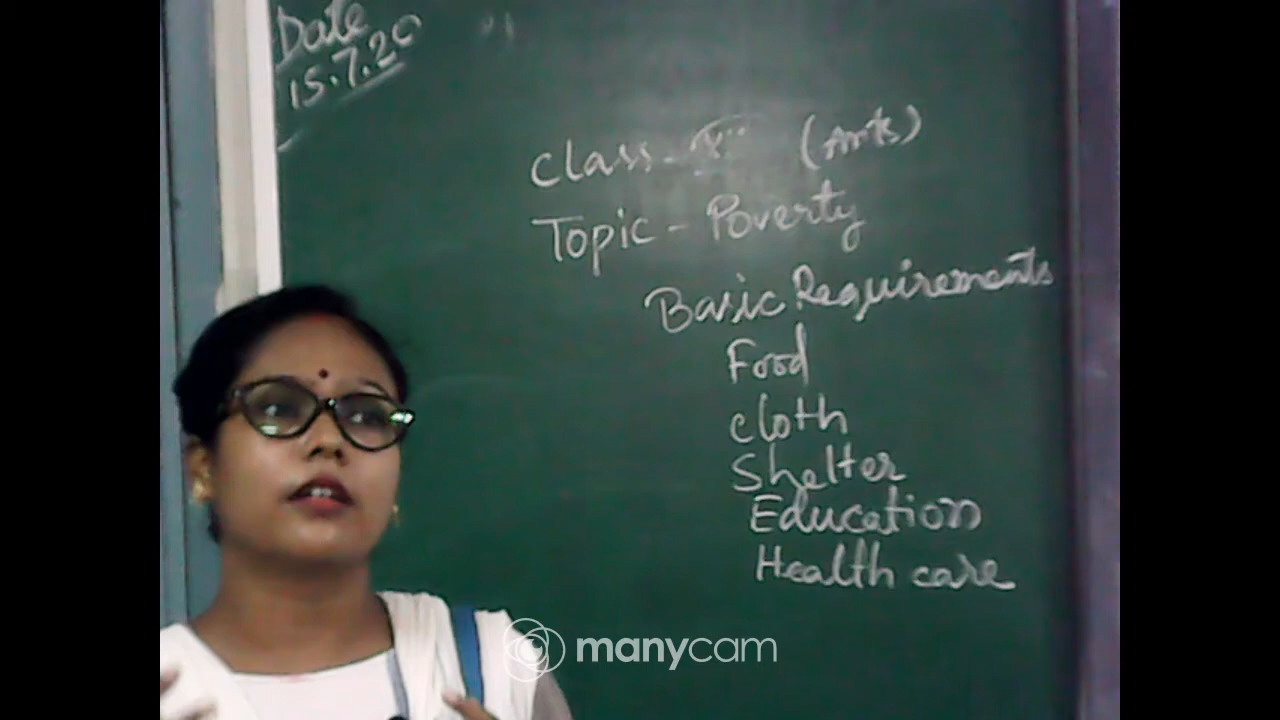 Date
15.7.20
Class - X (Arts)
Topic - Poverty
Basic Requirements
Food
cloth
Shelter
Education
Health care
manycam